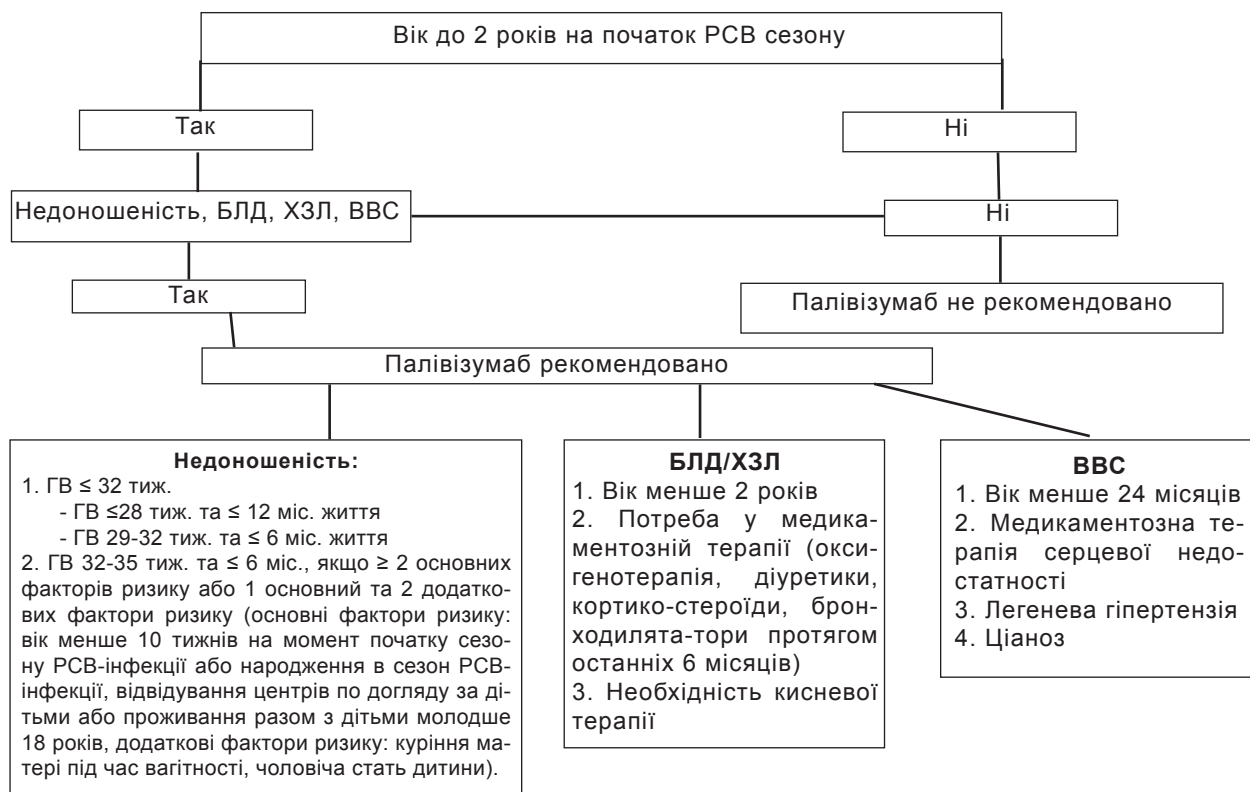 Вік до 2 років на початок РСВ сезону
Так
Ні
Недоношеність, БЛД, ХЗЛ, ВВС
Ні
Так
Палівізумаб не рекомендовано
Палівізумаб рекомендовано
Недоношеність:
1. ГВ ≤ 32 тиж.
- ГВ ≤28 тиж. та ≤ 12 міс. життя
- ГВ 29-32 тиж. та ≤ 6 міс. життя
2. ГВ 32-35 тиж. та ≤ 6 міс., якщо ≥ 2 основних
факторів ризику або 1 основний та 2 додатко-
вих фактори ризику (основні фактори ризику:
вік менше 10 тижнів на момент початку сезо-
ну РСВ-інфекції або народження в сезон РСВ-
інфекції, відвідування центрів по догляду за ді-
тьми або проживання разом з дітьми молодше
18 років, додаткові фактори ризику: куріння ма-
тері під час вагітності, чоловіча стать дитини).
БЛД/ХЗЛ
1. Вік менше 2 років
2. Потреба у медика-
ментозній терапії (окси-
генотерапія, діуретики,
кортико-стероїди, брон-
ходилята-тори протягом
останніх 6 місяців)
3. Необхідність кисневої
терапії
ВВС
1. Вік менше 24 місяців
2. Медикаментозна те-
рапія серцевої недо-
статності
3. Легенева гіпертензія
4. Ціаноз